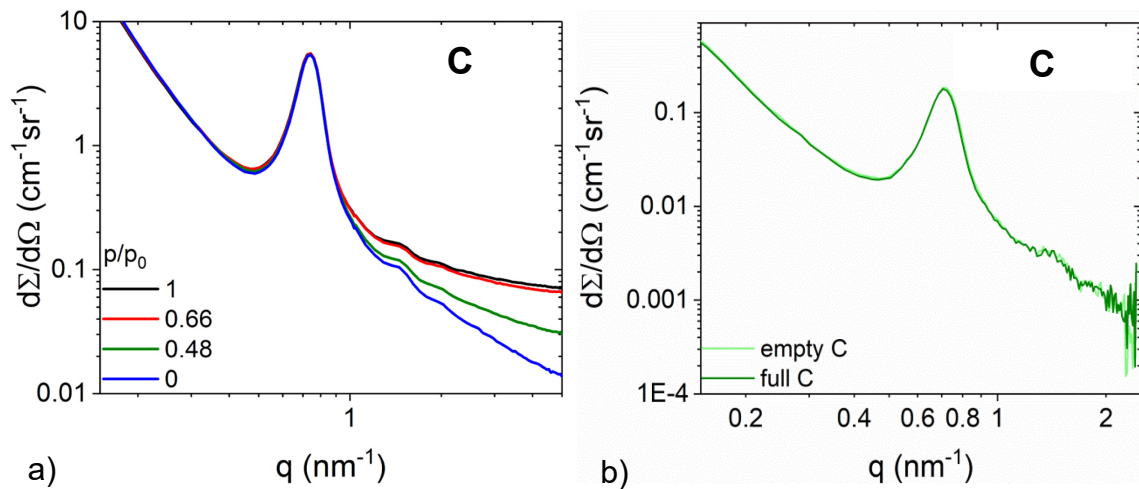 C
dΣ/dΩ (cm⁻¹sr⁻¹)
10
1
0.1
0.01
p/p₀
1
0.66
0.48
0
1
q (nm⁻¹)
a)
C
dΣ/dΩ (cm⁻¹sr⁻¹)
0.1
0.01
0.001
1E-4
empty C
full C
0.2 0.4 0.6 0.8 1 2
q (nm⁻¹)
b)